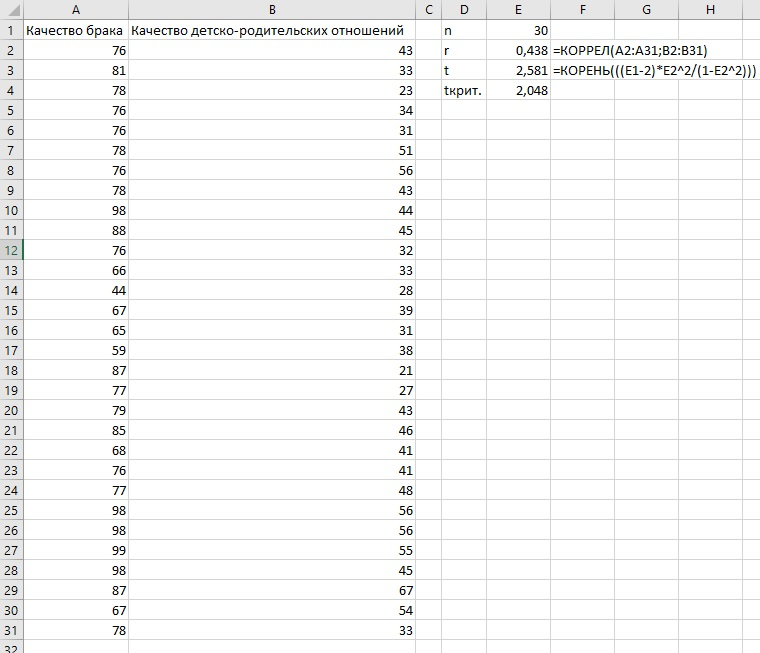 A B C D E F G H
1 Качество брака Качество детско-родительских отношений n 30
2 76 43 r 0,438 =КОРРЕЛ(A2:A31;B2:B31)
3 81 33 t 2,581 =КОРЕНЬ(((E1-2)*E2^2/(1-E2^2)))
4 78 23 tкрит. 2,048
5 76 34
6 76 31
7 78 51
8 76 56
9 78 43
10 98 44
11 88 45
12 76 32
13 66 33
14 44 28
15 67 39
16 65 31
17 59 38
18 87 21
19 77 27
20 79 43
21 85 46
22 68 41
23 76 41
24 77 48
25 98 56
26 98 56
27 99 55
28 98 45
29 87 67
30 67 54
31 78 33
32